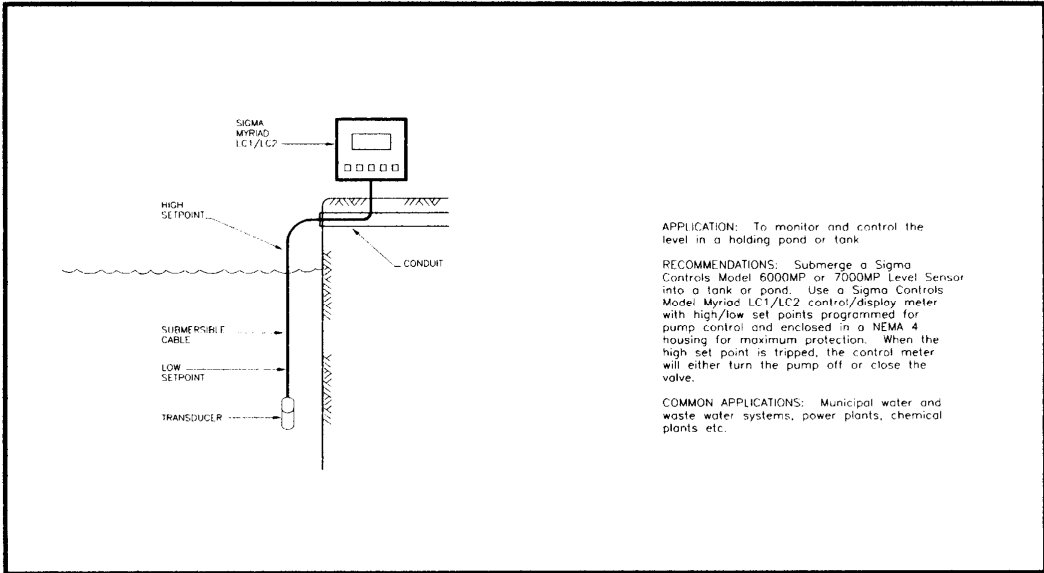 SIGMA
MYRIAD
LC1/LC2
HIGH
SETPOINT
CONDUIT
SUBMERSIBLE
CABLE
LOW
SETPOINT
TRANSDUCER
APPLICATION: To monitor and control the
level in a holding pond or tank
RECOMMENDATIONS: Submerge a Sigma
Controls Model 6000MP or 7000MP Level Sensor
into a tank or pond. Use a Sigma Controls
Model Myriad LC1/LC2 control/display meter
with high/low set points programmed for
pump control and enclosed in a NEMA 4
housing for maximum protection. When the
high set point is tripped, the control meter
will either turn the pump off or close the
valve.
COMMON APPLICATIONS: Municipal water and
waste water systems, power plants, chemical
plants etc.